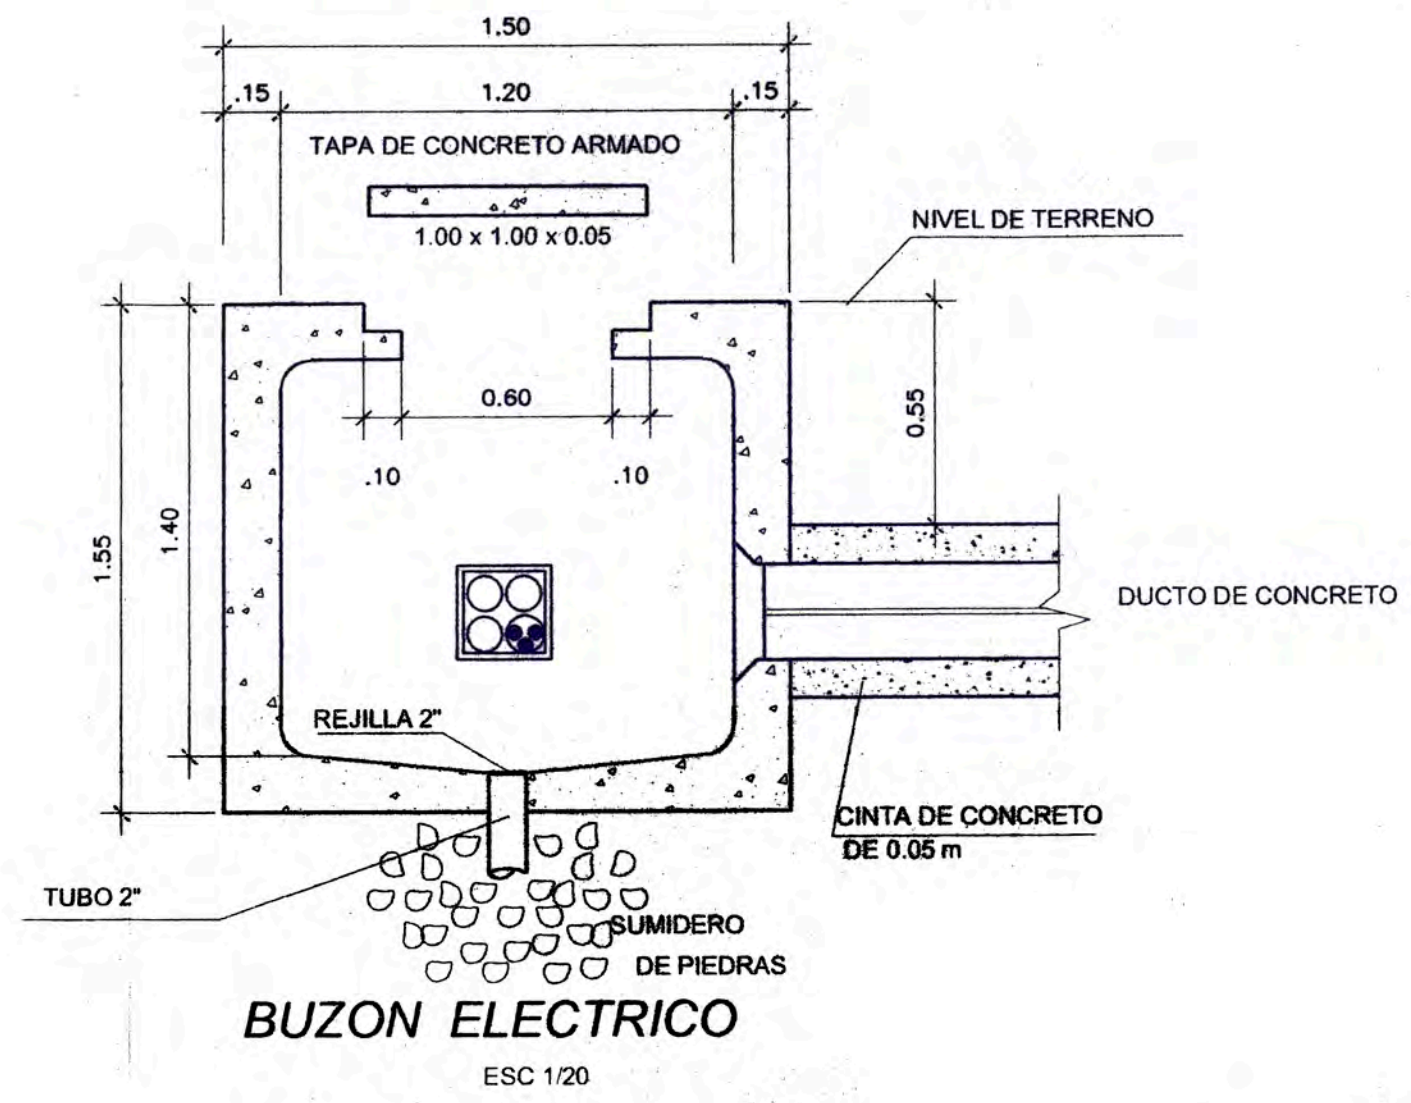 1.50
.15
1.20
.15
TAPA DE CONCRETO ARMADO
1.00 x 1.00 x 0.05
NIVEL DE TERRENO
0.60
0.55
.10
.10
1.40
1.55
DUCTO DE CONCRETO
REJILLA 2"
CINTA DE CONCRETO
DE 0.05 m
TUBO 2"
SUMIDERO
DE PIEDRAS
BUZON ELECTRICO
ESC 1/20